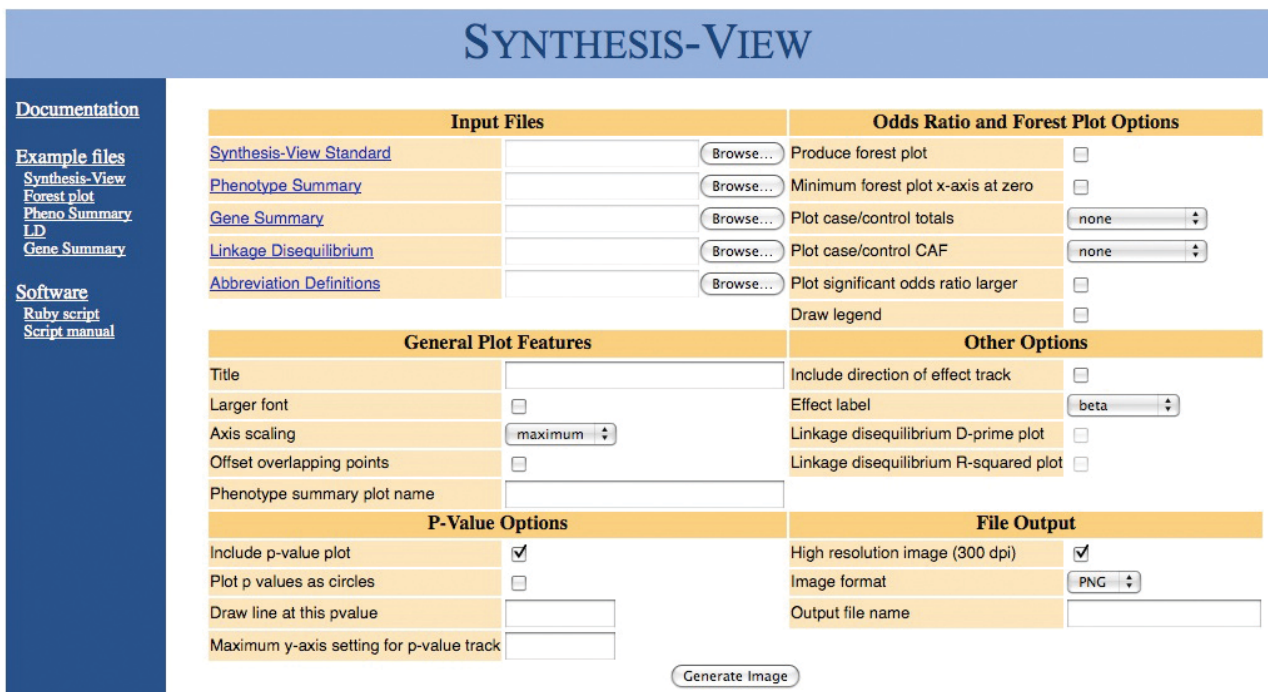 SYNTHESIS-VIEW
Documentation
Example files
Synthesis-View
Forest plot
Pheno Summary
LD
Gene Summary
Software
Ruby script
Script manual
Input Files
Synthesis-View Standard Browse...
Phenotype Summary Browse...
Gene Summary Browse...
Linkage Disequilibrium Browse...
Abbreviation Definitions Browse...
Odds Ratio and Forest Plot Options
Produce forest plot
Minimum forest plot x-axis at zero
Plot case/control totals none
Plot case/control CAF none
Plot significant odds ratio larger
Draw legend
General Plot Features
Title
Larger font
Axis scaling maximum
Offset overlapping points
Phenotype summary plot name
Other Options
Include direction of effect track
Effect label beta
Linkage disequilibrium D-prime plot
Linkage disequilibrium R-squared plot
P-Value Options
Include p-value plot
Plot p values as circles
Draw line at this pvalue
Maximum y-axis setting for p-value track
File Output
High resolution image (300 dpi)
Image format PNG
Output file name
Generate Image